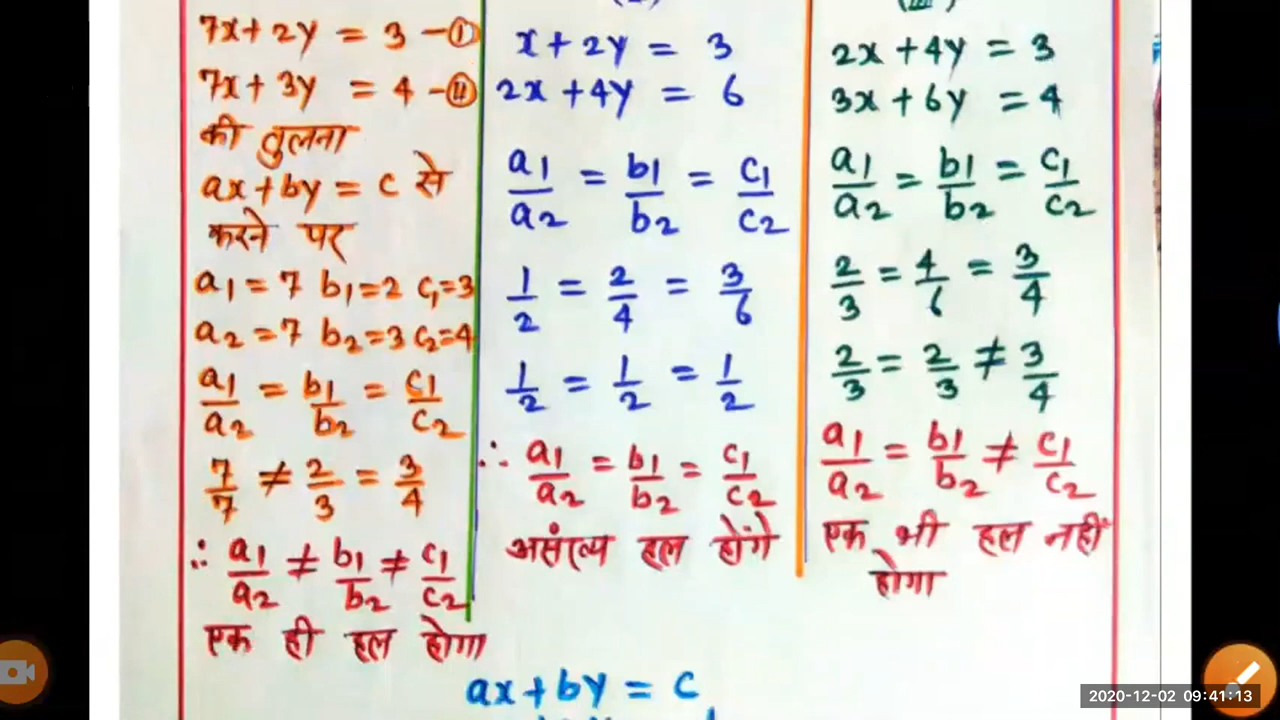 7x + 2y = 3 — (i)
7x + 3y = 4 — (ii)
की तुलना
ax + by = c से
करने पर
a₁ = 7 b₁ = 2 c₁ = 3
a₂ = 7 b₂ = 3 c₂ = 4
a₁/a₂ = b₁/b₂ = c₁/c₂
7/7 ≠ 2/3 = 3/4
∴ a₁/a₂ ≠ b₁/b₂ ≠ c₁/c₂
एक ही हल होगा
x + 2y = 3
2x + 4y = 6
a₁/a₂ = b₁/b₂ = c₁/c₂
1/2 = 2/4 = 3/6
1/2 = 1/2 = 1/2
∴ a₁/a₂ = b₁/b₂ = c₁/c₂
असंख्य हल होंगे
(iii)
2x + 4y = 3
3x + 6y = 4
a₁/a₂ = b₁/b₂ = c₁/c₂
2/3 = 4/6 = 3/4
2/3 = 2/3 ≠ 3/4
a₁/a₂ = b₁/b₂ ≠ c₁/c₂
एक भी हल नहीं
होगा
ax + by = c
2020-12-02 09:41:13